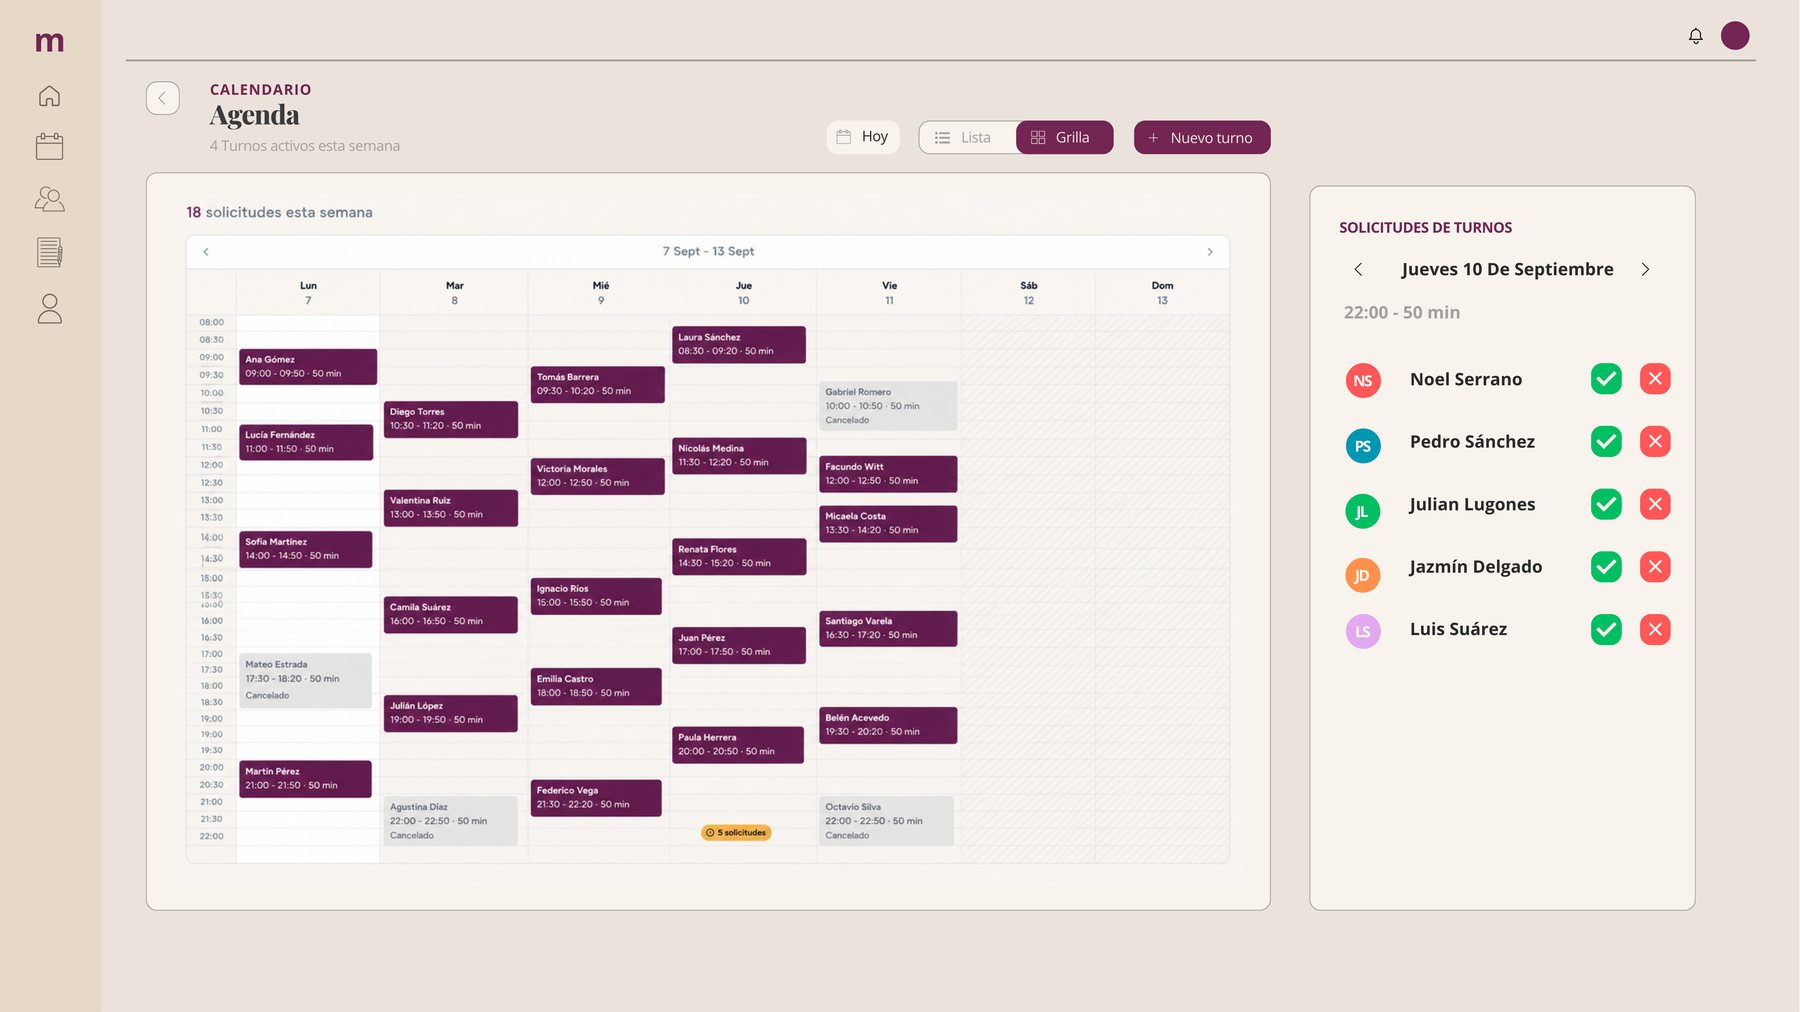 m
CALENDARIO
Agenda
4 Turnos activos esta semana
Hoy
Lista
Grilla
+ Nuevo turno
18 solicitudes esta semana
7 Sept - 13 Sept
Lun Mar Mié Jue Vie Sáb Dom
7 8 9 10 11 12 13
08:00
08:30
09:00
09:30
10:00
10:30
11:00
11:30
12:00
12:30
13:00
13:30
14:00
14:30
15:00
15:30
16:00
16:30
17:00
17:30
18:00
18:30
19:00
19:00
19:30
20:00
20:30
21:00
21:30
22:00
Ana Gómez
09:00 - 09:50 · 50 min
Lucía Fernández
11:00 - 11:50 · 50 min
Sofia Martínez
14:00 - 14:50 · 50 min
Mateo Estrada
17:30 - 18:20 · 50 min
Cancelado
Martín Pérez
21:00 - 21:50 · 50 min
Diego Torres
10:30 - 11:20 · 50 min
Valentina Ruiz
13:00 - 13:50 · 50 min
Camila Suárez
16:00 - 16:50 · 50 min
Julián López
19:00 - 19:50 · 50 min
Agustina Diaz
22:00 - 22:50 · 50 min
Cancelado
Tomás Barrera
09:30 - 10:20 · 50 min
Victoria Morales
12:00 - 12:50 · 50 min
Ignacio Ríos
15:00 - 15:50 · 50 min
Emilia Castro
18:00 - 18:50 · 50 min
Federico Vega
21:30 - 22:20 · 50 min
Laura Sánchez
08:30 - 09:20 · 50 min
Nicolás Medina
11:30 - 12:20 · 50 min
Renata Flores
14:30 - 15:20 · 50 min
Juan Pérez
17:00 - 17:50 · 50 min
Paula Herrera
20:00 - 20:50 · 50 min
5 solicitudes
Gabriel Romero
10:00 - 10:50 · 50 min
Cancelado
Facundo Witt
12:00 - 12:50 · 50 min
Micaela Costa
13:30 - 14:20 · 50 min
Santiago Varela
16:30 - 17:20 · 50 min
Belén Acevedo
19:30 - 20:20 · 50 min
Octavio Silva
22:00 - 22:50 · 50 min
Cancelado
SOLICITUDES DE TURNOS
Jueves 10 De Septiembre
22:00 - 50 min
NS Noel Serrano
PS Pedro Sánchez
JL Julian Lugones
JD Jazmín Delgado
LS Luis Suárez